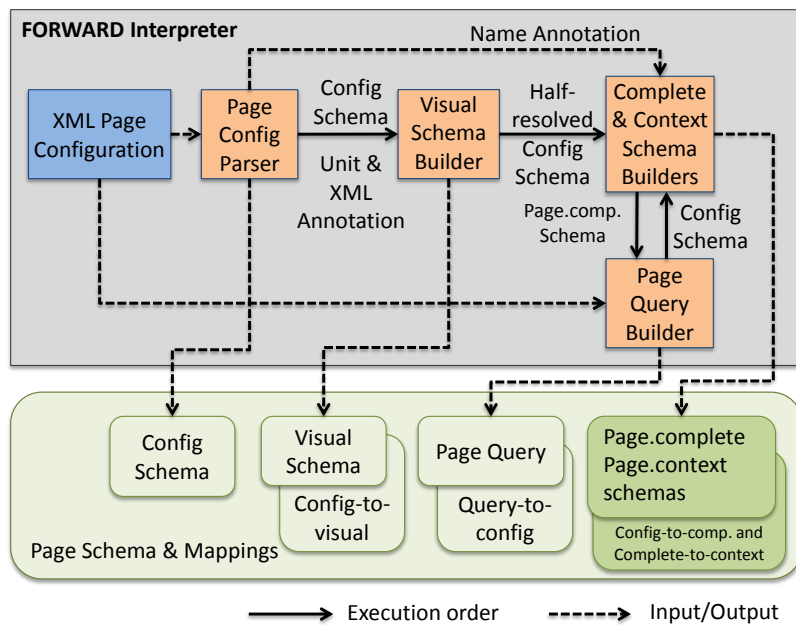 FORWARD Interpreter
Name Annotation
XML Page
Configuration
Page
Config
Parser
Config
Schema
Unit &
XML
Annotation
Visual
Schema
Builder
Half-
resolved
Config
Schema
Complete
& Context
Schema
Builders
Page.comp.
Schema
Config
Schema
Page
Query
Builder
Config
Schema
Visual
Schema
Config-to-
visual
Page Query
Query-to-
config
Page.complete
Page.context
schemas
Config-to-comp. and
Complete-to-context
Page Schema & Mappings
Execution order
Input/Output